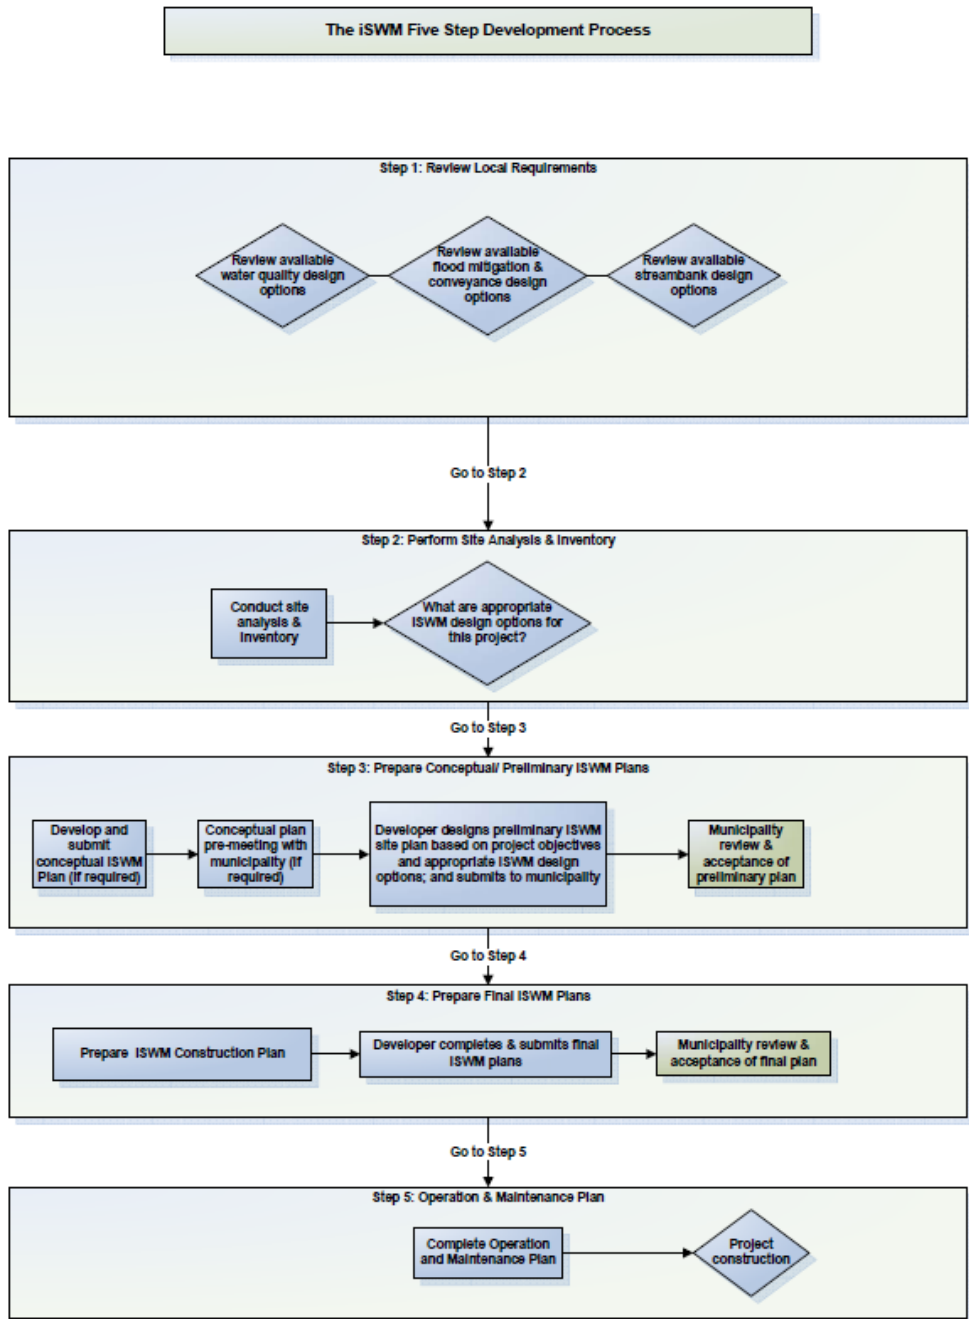 The iSWM Five Step Development Process
Step 1: Review Local Requirements
Review available
water quality design
options
Review available
flood mitigation &
conveyance design
options
Review available
streambank design
options
Go to Step 2
Step 2: Perform Site Analysis & Inventory
Conduct site
analysis &
Inventory
What are appropriate
iSWM design options for
this project?
Go to Step 3
Step 3: Prepare Conceptual/ Preliminary iSWM Plans
Develop and
submit
conceptual iSWM
Plan (if required)
Conceptual plan
pre-meeting with
municipality (if
required)
Developer designs preliminary iSWM
site plan based on project objectives
and appropriate iSWM design
options; and submits to municipality
Municipality
review &
acceptance of
preliminary plan
Go to Step 4
Step 4: Prepare Final iSWM Plans
Prepare iSWM Construction Plan
Developer completes & submits final
iSWM plans
Municipality review &
acceptance of final plan
Go to Step 5
Step 5: Operation & Maintenance Plan
Complete Operation
and Maintenance Plan
Project
construction